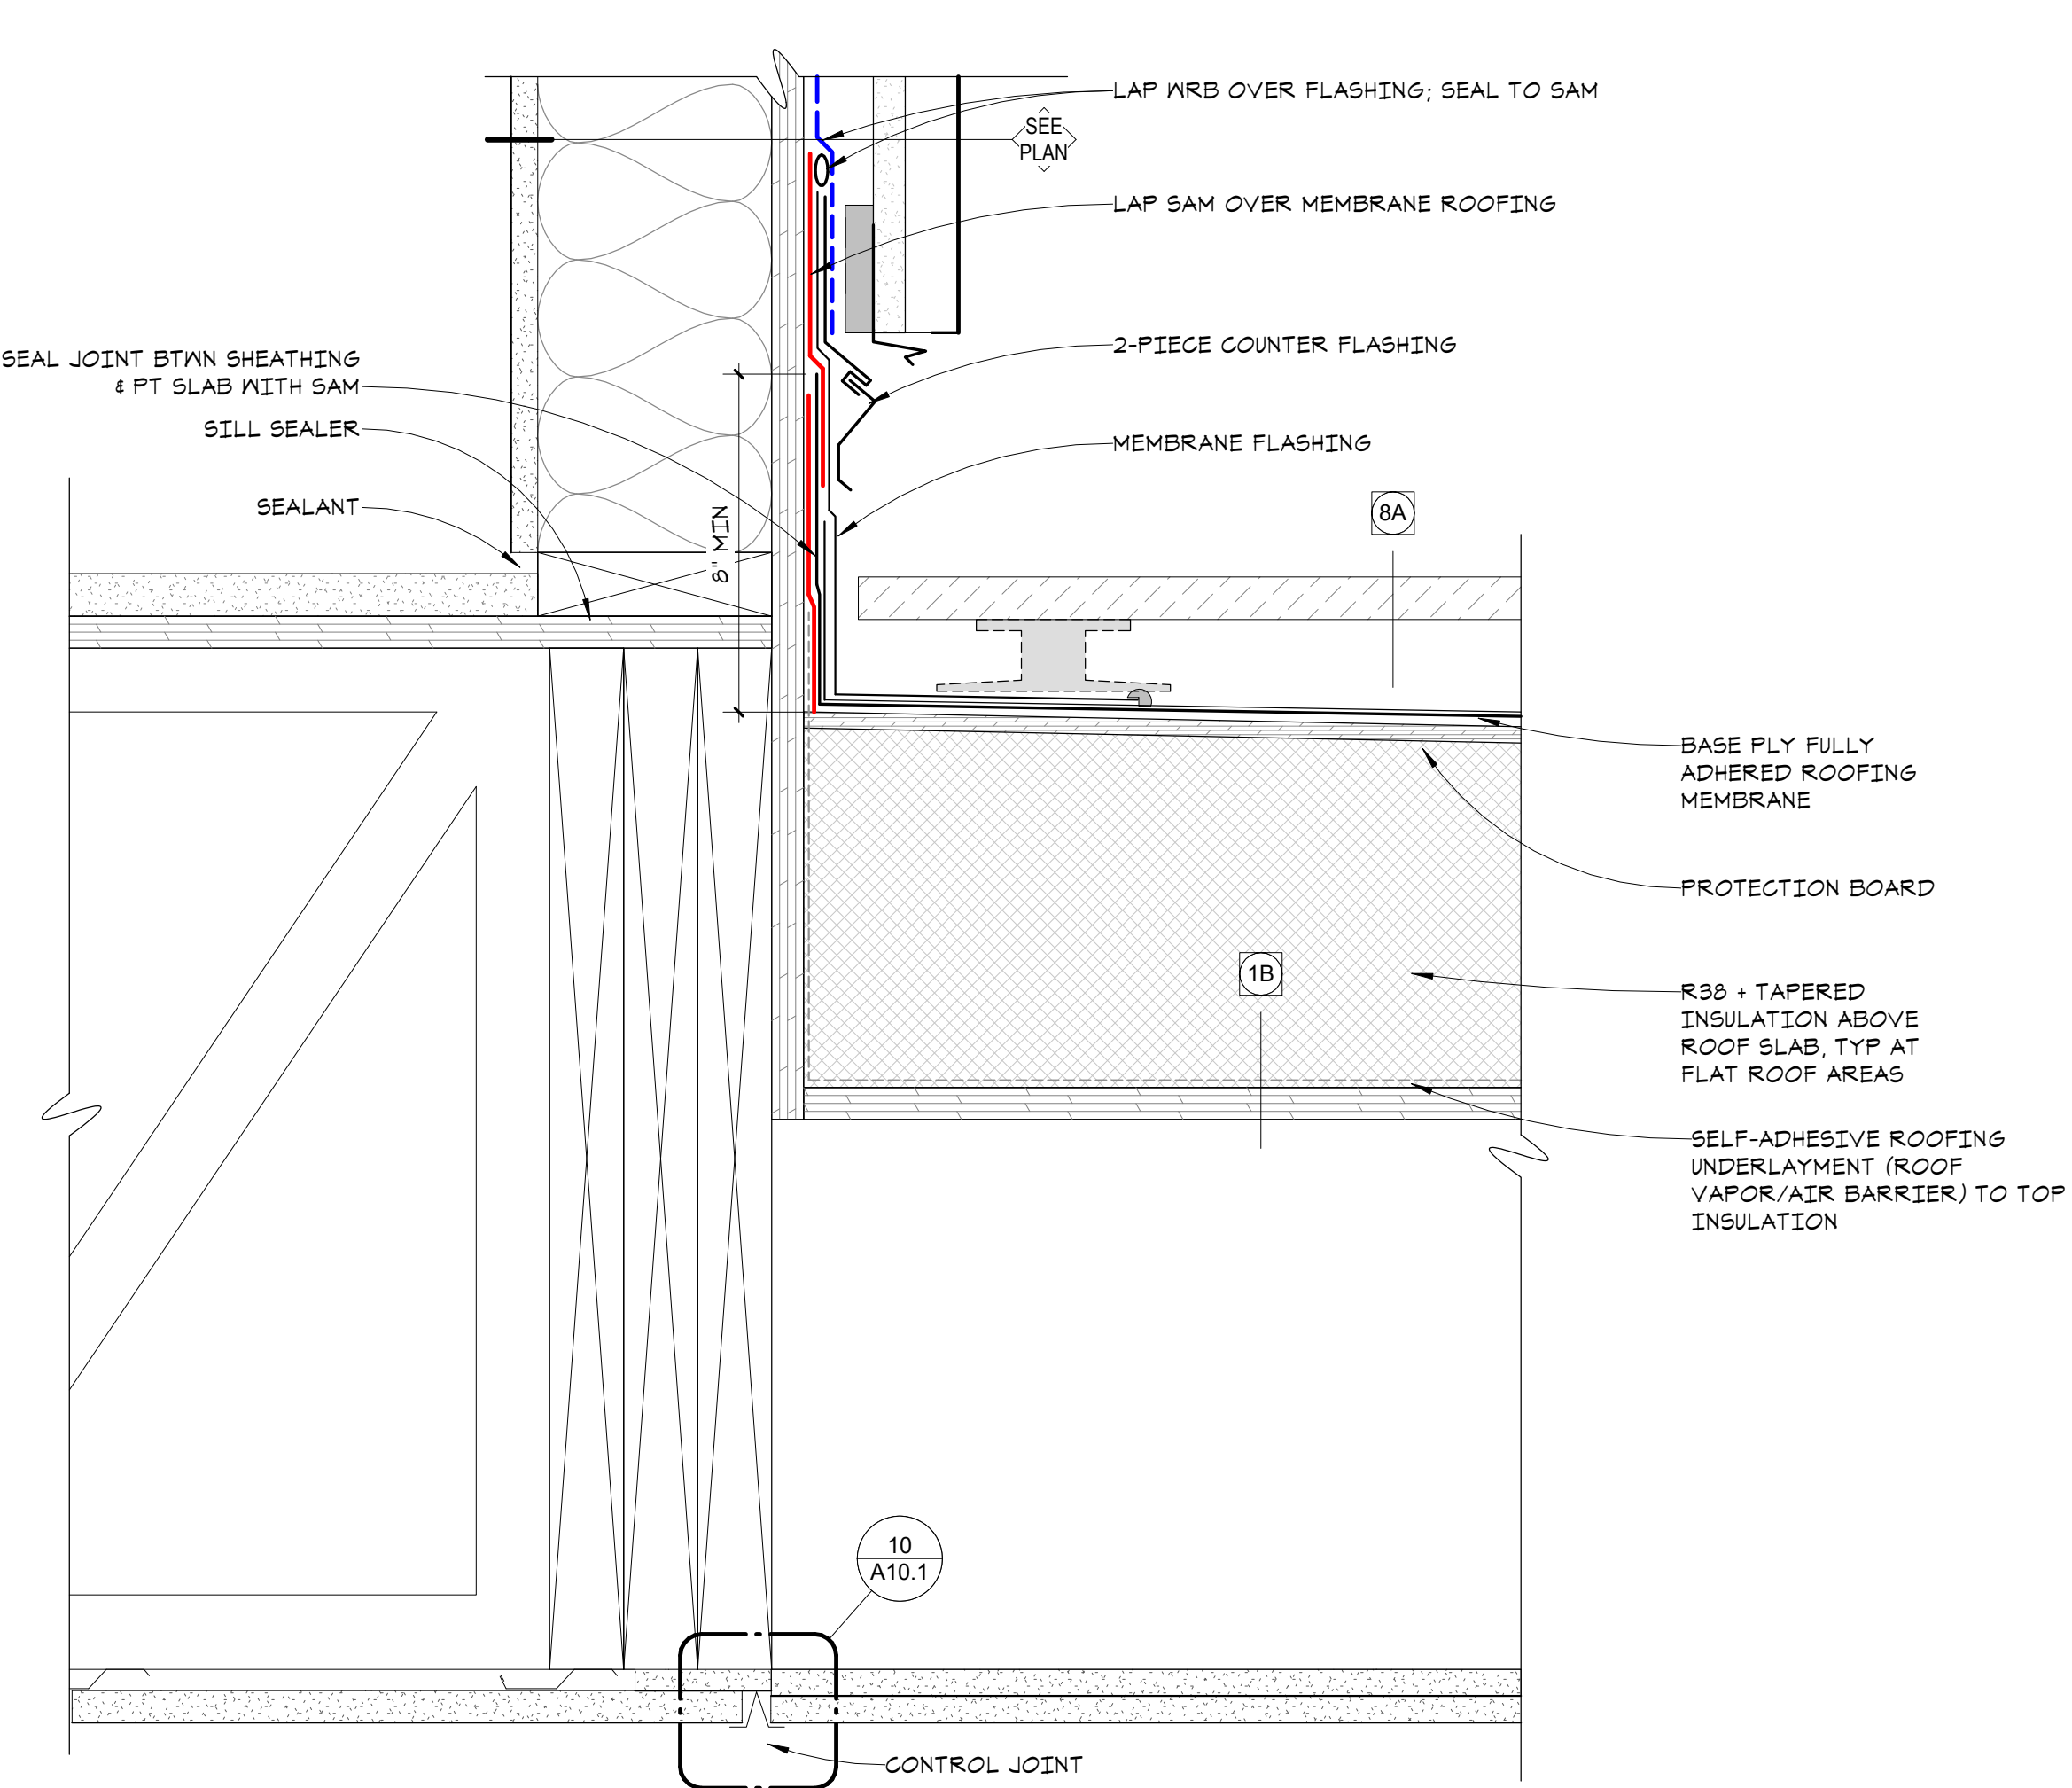 LAP WRB OVER FLASHING; SEAL TO SAM
SEE
PLAN
LAP SAM OVER MEMBRANE ROOFING
2-PIECE COUNTER FLASHING
SEAL JOINT BTWN SHEATHING
& PT SLAB WITH SAM
SILL SEALER
MEMBRANE FLASHING
SEALANT
8" MIN
8A
BASE PLY FULLY
ADHERED ROOFING
MEMBRANE
PROTECTION BOARD
1B
R38 + TAPERED
INSULATION ABOVE
ROOF SLAB, TYP AT
FLAT ROOF AREAS
SELF-ADHESIVE ROOFING
UNDERLAYMENT (ROOF
VAPOR/AIR BARRIER) TO TOP
INSULATION
10
A10.1
CONTROL JOINT